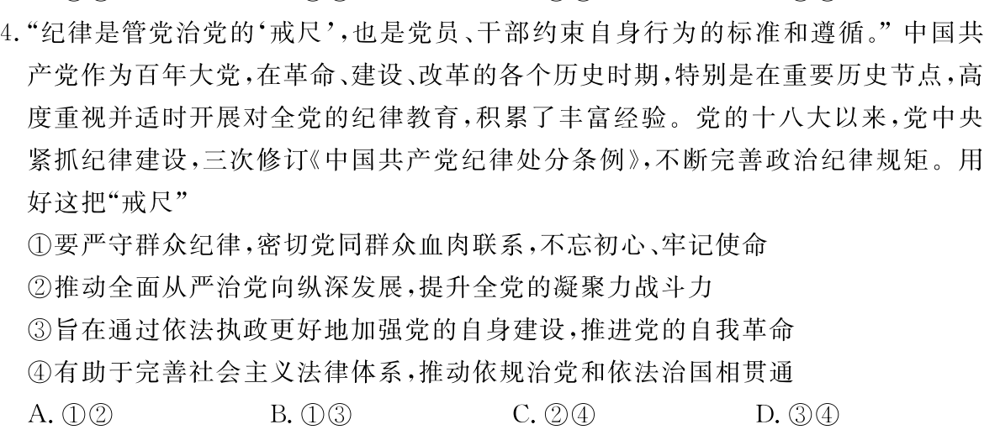 4.“纪律是管党治党的‘戒尺’,也是党员、干部约束自身行为的标准和遵循。”中国共
产党作为百年大党,在革命、建设、改革的各个历史时期,特别是在重要历史节点,高
度重视并适时开展对全党的纪律教育,积累了丰富经验。党的十八大以来,党中央
紧抓纪律建设,三次修订《中国共产党纪律处分条例》,不断完善政治纪律规矩。用
好这把“戒尺”
①要严守群众纪律,密切党同群众血肉联系,不忘初心、牢记使命
②推动全面从严治党向纵深发展,提升全党的凝聚力战斗力
③旨在通过依法执政更好地加强党的自身建设,推进党的自我革命
④有助于完善社会主义法律体系,推动依规治党和依法治国相贯通
A.①② B.①③ C.②④ D.③④